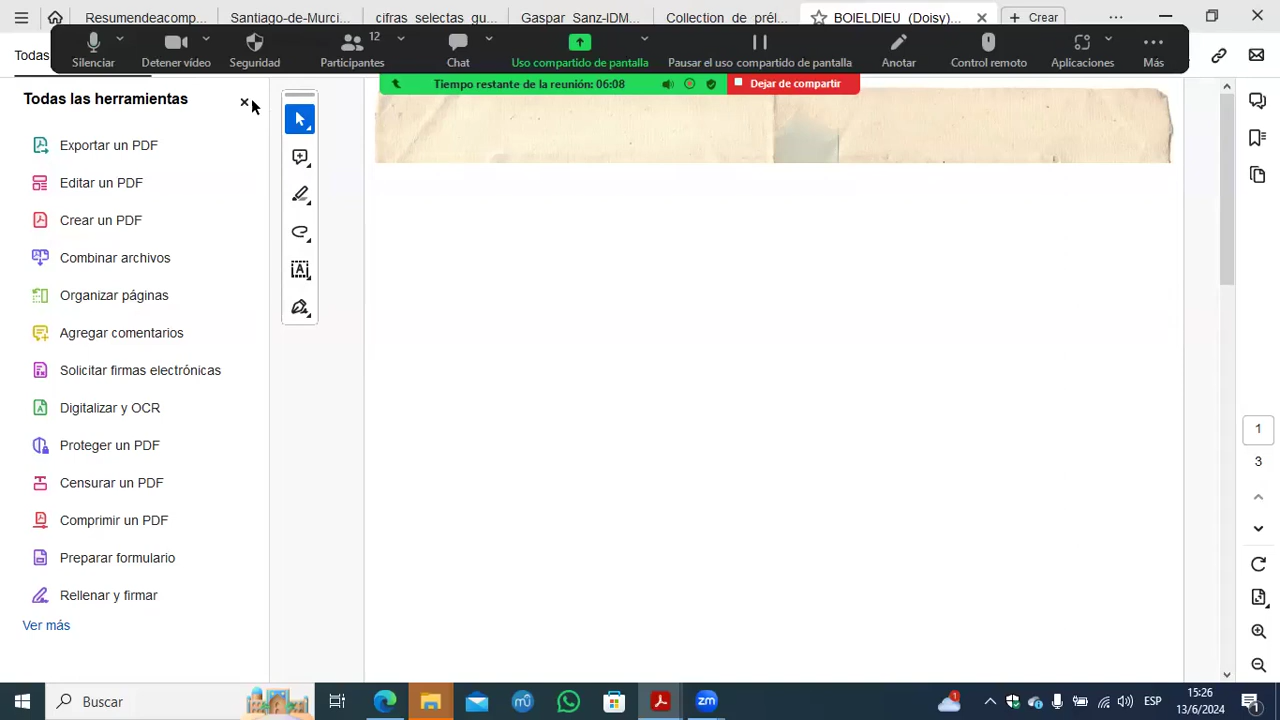 Resumendeacomp...
Santiago-de-Murci...
cifras selectas gu...
Gaspar Sanz-IDM...
Collection de prél...
BOIELDIEU (Doisy)...
Crear
Todas
Silenciar
Detener vídeo
Seguridad
12
Participantes
Chat
Uso compartido de pantalla
Pausar el uso compartido de pantalla
Anotar
Control remoto
Aplicaciones
Más
Tiempo restante de la reunión: 06:08
Dejar de compartir
Todas las herramientas
Exportar un PDF
Editar un PDF
Crear un PDF
Combinar archivos
Organizar páginas
Agregar comentarios
Solicitar firmas electrónicas
Digitalizar y OCR
Proteger un PDF
Censurar un PDF
Comprimir un PDF
Preparar formulario
Rellenar y firmar
Ver más
1
3
Buscar
zm
1
ESP
15:26
13/6/2024
1